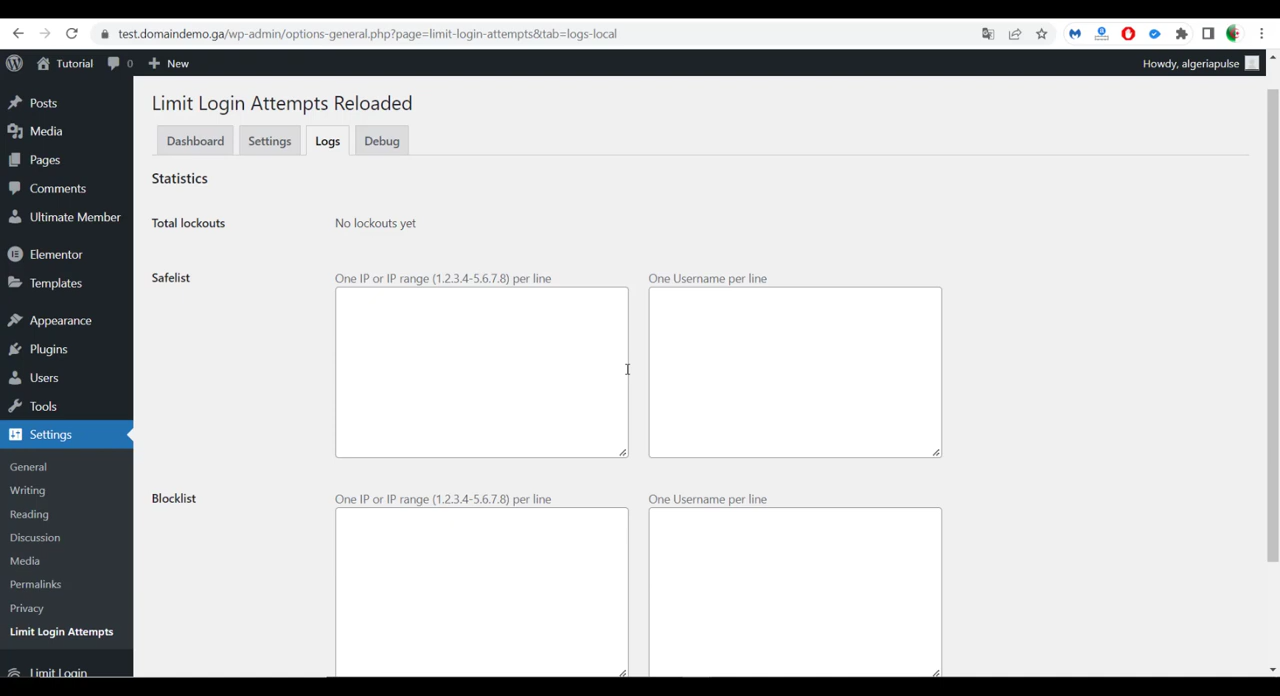 test.domaindemo.ga/wp-admin/options-general.php?page=limit-login-attempts&tab=logs-local
Tutorial
0
New
Howdy, algeriapulse
Posts
Media
Pages
Comments
Ultimate Member
Elementor
Templates
Appearance
Plugins
Users
Tools
Settings
General
Writing
Reading
Discussion
Media
Permalinks
Privacy
Limit Login Attempts
Limit Login
Limit Login Attempts Reloaded
Dashboard
Settings
Logs
Debug
Statistics
Total lockouts
No lockouts yet
Safelist
One IP or IP range (1.2.3.4-5.6.7.8) per line
One Username per line
Blocklist
One IP or IP range (1.2.3.4-5.6.7.8) per line
One Username per line